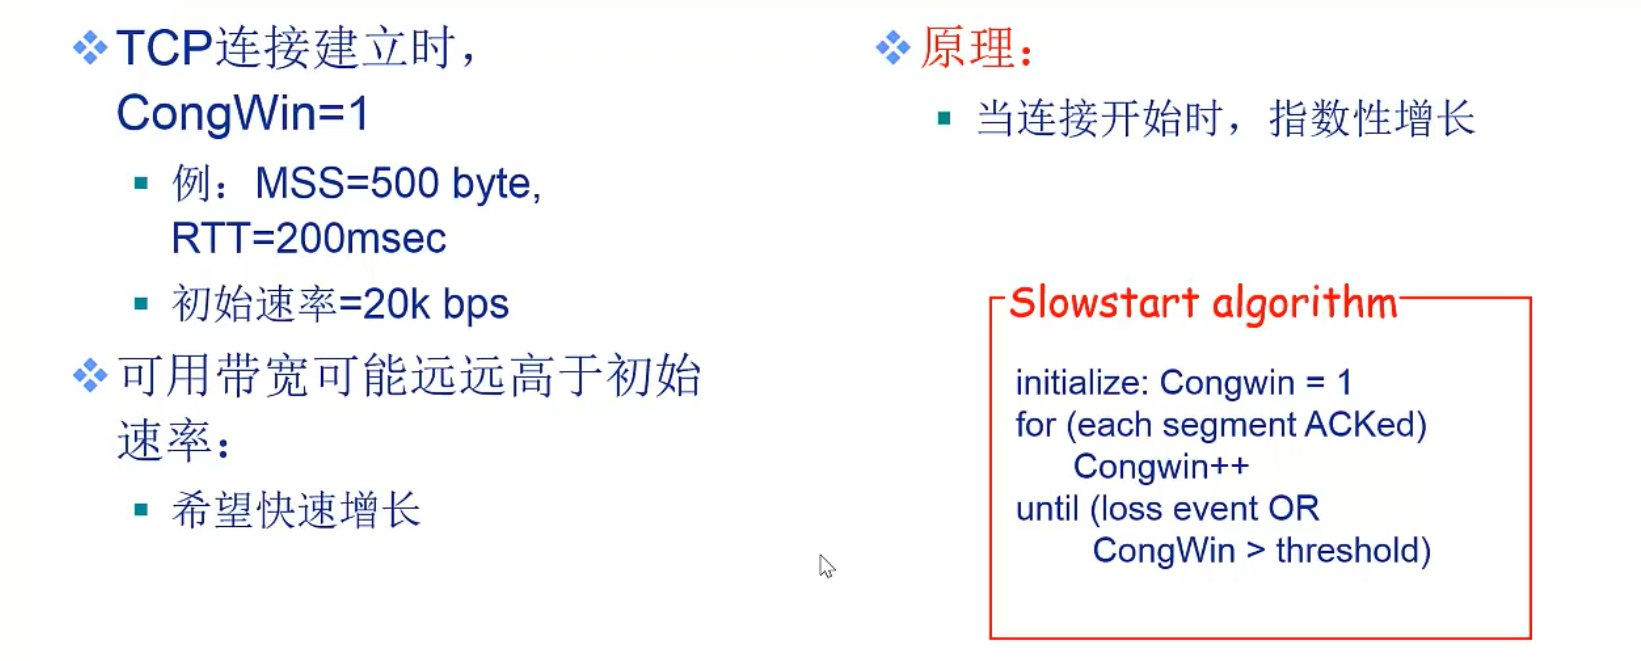 TCP连接建立时，
CongWin=1
例：MSS=500 byte,
RTT=200msec
初始速率=20k bps
可用带宽可能远远高于初始
速率：
希望快速增长
原理：
当连接开始时，指数性增长
Slowstart algorithm
initialize: Congwin = 1
for (each segment ACKed)
Congwin++
until (loss event OR
CongWin > threshold)